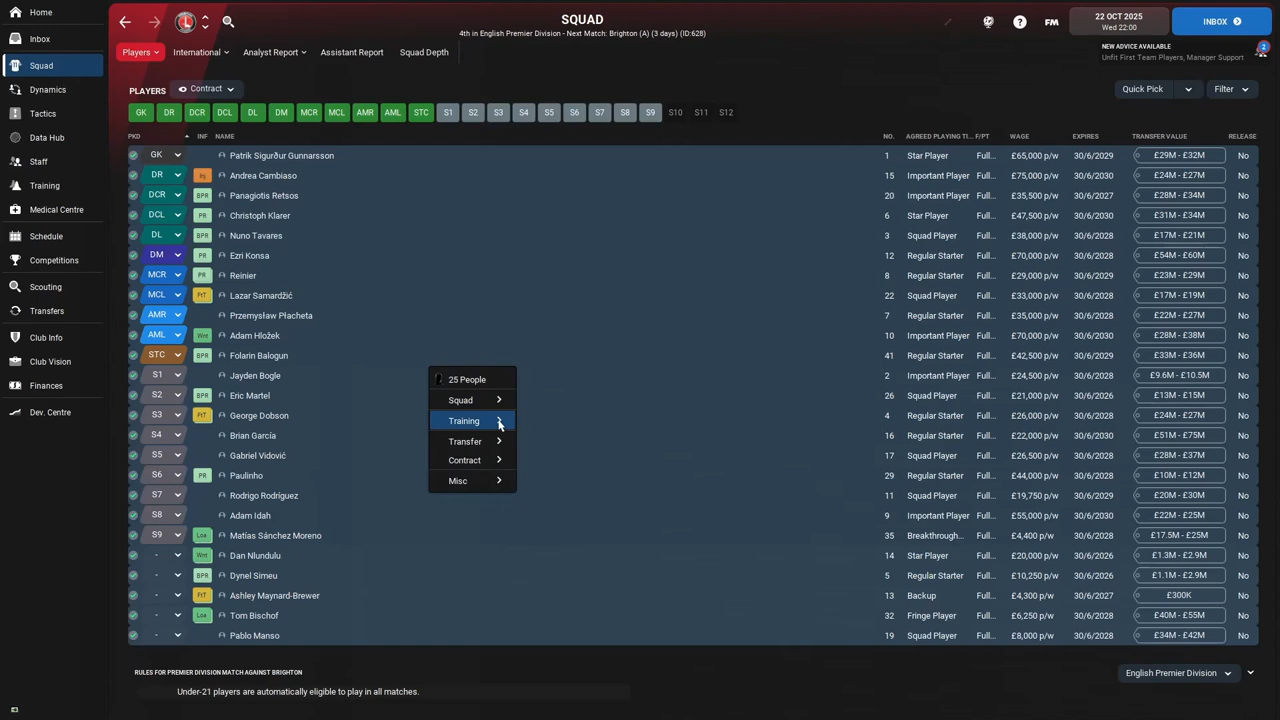 Home
Inbox
Squad
Dynamics
Tactics
Data Hub
Staff
Training
Medical Centre
Schedule
Competitions
Scouting
Transfers
Club Info
Club Vision
Finances
Dev. Centre
SQUAD
4th in English Premier Division - Next Match: Brighton (A) (3 days) (ID:628)
FM
22 OCT 2025
Wed 22:00
INBOX
Players International Analyst Report Assistant Report Squad Depth
NEW ADVICE AVAILABLE
Unfit First Team Players, Manager Support
2
PLAYERS Contract
Quick Pick Filter
GK DR DCR DCL DL DM MCR MCL AMR AML STC S1 S2 S3 S4 S5 S6 S7 S8 S9 S10 S11 S12
PKD INF NAME NO. AGREED PLAYING TI... F/PT WAGE EXPIRES TRANSFER VALUE RELEASE
GK Patrik Sigurður Gunnarsson 1 Star Player Full... £65,000 p/w 30/6/2029 £29M - £32M No
DR Inj Andrea Cambiaso 15 Important Player Full... £75,000 p/w 30/6/2030 £24M - £27M No
DCR BPR Panagiotis Retsos 20 Important Player Full... £35,500 p/w 30/6/2027 £28M - £34M No
DCL PR Christoph Klarer 6 Star Player Full... £47,500 p/w 30/6/2030 £31M - £34M No
DL BPR Nuno Tavares 3 Squad Player Full... £38,000 p/w 30/6/2028 £17M - £21M No
DM PR Ezri Konsa 12 Regular Starter Full... £70,000 p/w 30/6/2028 £54M - £60M No
MCR PR Reinier 8 Regular Starter Full... £29,000 p/w 30/6/2028 £23M - £29M No
MCL PtT Lazar Samardžić 22 Squad Player Full... £33,000 p/w 30/6/2028 £17M - £19M No
AMR Przemysław Płacheta 7 Regular Starter Full... £35,000 p/w 30/6/2028 £22M - £27M No
AML Wnt Adam Hložek 10 Important Player Full... £70,000 p/w 30/6/2030 £28M - £38M No
STC BPR Folarin Balogun 41 Regular Starter Full... £42,500 p/w 30/6/2029 £33M - £36M No
S1 Jayden Bogle 2 Important Player Full... £24,500 p/w 30/6/2028 £9.6M - £10.5M No
S2 BPR Eric Martel 26 Squad Player Full... £21,000 p/w 30/6/2028 £13M - £15M No
S3 PtT George Dobson 4 Regular Starter Full... £26,000 p/w 30/6/2028 £24M - £27M No
S4 Brian García 16 Regular Starter Full... £22,000 p/w 30/6/2030 £51M - £75M No
S5 Gabriel Vidović 17 Squad Player Full... £26,500 p/w 30/6/2028 £28M - £37M No
S6 PR Paulinho 29 Regular Starter Full... £44,000 p/w 30/6/2028 £10M - £12M No
S7 Rodrigo Rodríguez 11 Squad Player Full... £19,750 p/w 30/6/2029 £20M - £30M No
S8 Adam Idah 9 Important Player Full... £55,000 p/w 30/6/2030 £22M - £25M No
S9 Loa Matías Sánchez Moreno 35 Breakthrough... Full... £4,400 p/w 30/6/2028 £17.5M - £25M No
- Wnt Dan Nlundulu 14 Star Player Full... £20,000 p/w 30/6/2026 £1.3M - £2.9M No
- BPR Dynel Simeu 5 Regular Starter Full... £10,250 p/w 30/6/2026 £1.1M - £2.9M No
- PtT Ashley Maynard-Brewer 13 Backup Full... £4,300 p/w 30/6/2027 £300K No
- Loa Tom Bischof 32 Fringe Player Full... £6,250 p/w 30/6/2028 £40M - £55M No
- Pablo Manso 19 Squad Player Full... £8,000 p/w 30/6/2028 £34M - £42M No
25 People
Squad
Training
Transfer
Contract
Misc
RULES FOR PREMIER DIVISION MATCH AGAINST BRIGHTON
English Premier Division
Under-21 players are automatically eligible to play in all matches.